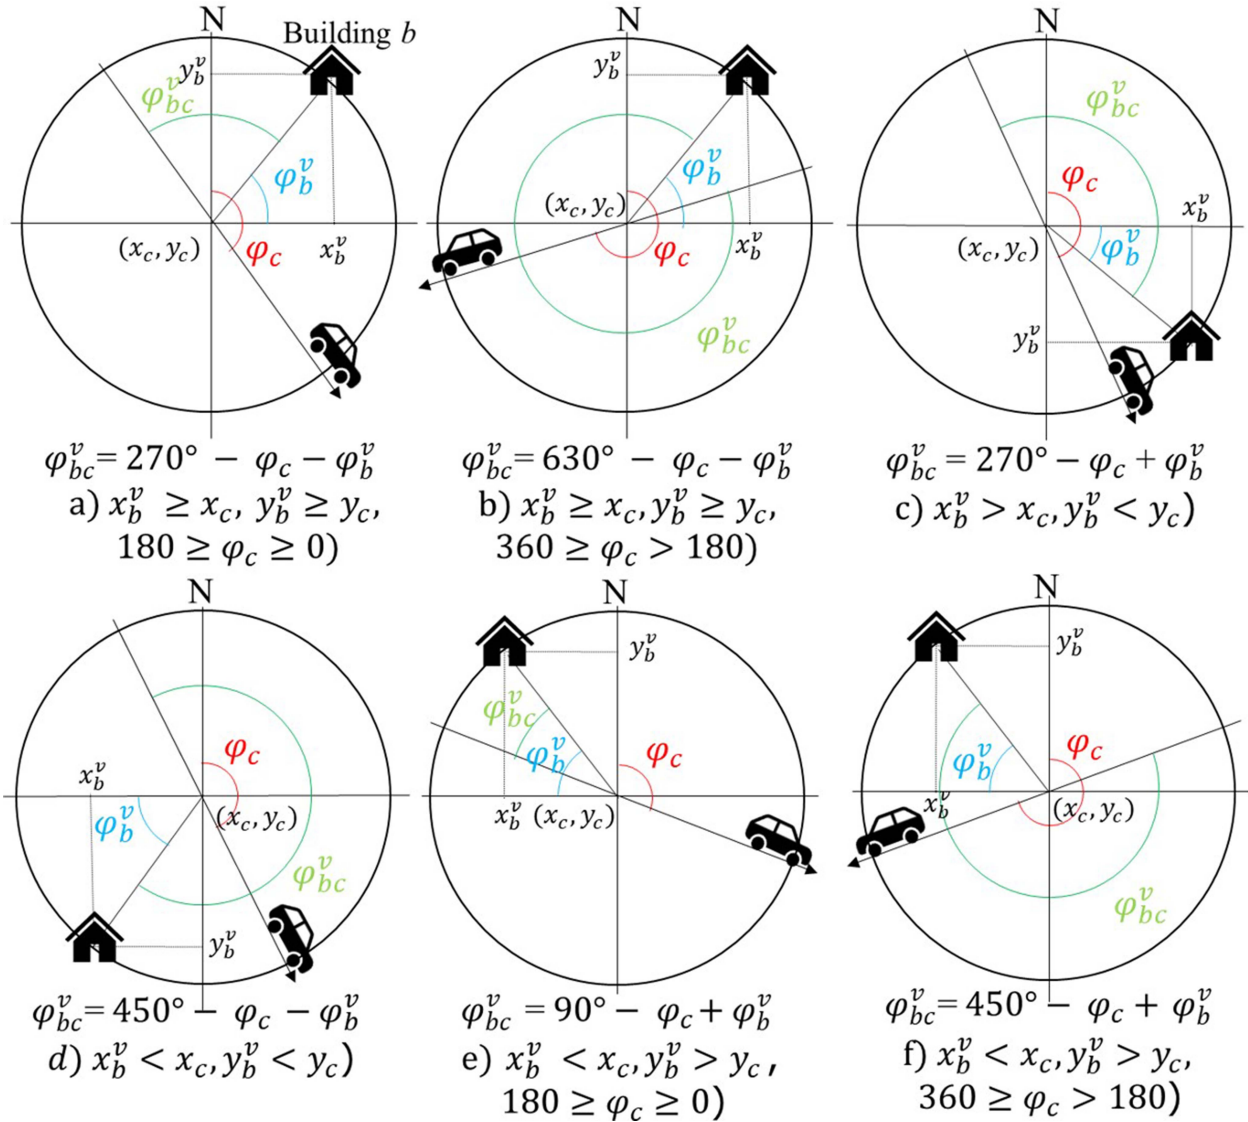 N
Building b
y_b^v
φ_bc^v
φ_b^v
(x_c, y_c)
φ_c
x_b^v
φ_bc^v = 270° − φ_c − φ_b^v
a) x_b^v ≥ x_c, y_b^v ≥ y_c,
180 ≥ φ_c ≥ 0)
N
y_b^v
φ_b^v
(x_c, y_c)
φ_c
x_b^v
φ_bc^v
φ_bc^v = 630° − φ_c − φ_b^v
b) x_b^v ≥ x_c, y_b^v ≥ y_c,
360 ≥ φ_c > 180)
N
φ_bc^v
φ_c
x_b^v
(x_c, y_c)
φ_b^v
y_b^v
φ_bc^v = 270° − φ_c + φ_b^v
c) x_b^v > x_c, y_b^v < y_c)
N
φ_c
x_b^v
φ_b^v
(x_c, y_c)
φ_bc^v
y_b^v
φ_bc^v = 450° − φ_c − φ_b^v
d) x_b^v < x_c, y_b^v < y_c)
N
y_b^v
φ_bc^v
φ_b^v
φ_c
x_b^v
(x_c, y_c)
φ_bc^v = 90° − φ_c + φ_b^v
e) x_b^v < x_c, y_b^v > y_c,
180 ≥ φ_c ≥ 0)
N
y_b^v
φ_c
φ_b^v
x_b^v
(x_c, y_c)
φ_bc^v
φ_bc^v = 450° − φ_c + φ_b^v
f) x_b^v < x_c, y_b^v > y_c,
360 ≥ φ_c > 180)